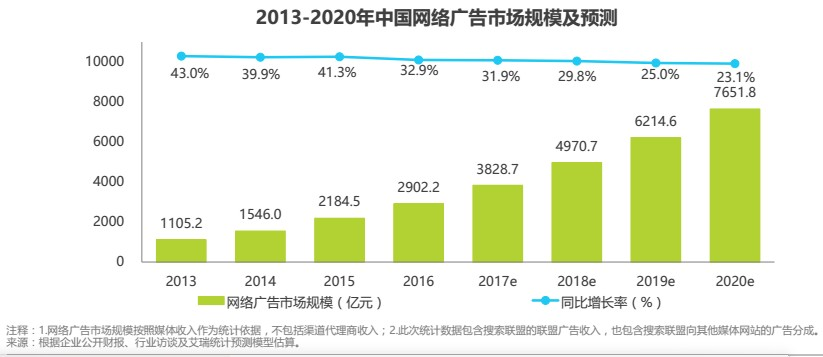 2013-2020年中国网络广告市场规模及预测
10000
8000
6000
4000
2000
0
43.0% 39.9% 41.3% 32.9% 31.9% 29.8% 25.0% 23.1%
1105.2 1546.0 2184.5 2902.2 3828.7 4970.7 6214.6 7651.8
2013 2014 2015 2016 2017e 2018e 2019e 2020e
网络广告市场规模（亿元） 同比增长率（%）
注释：1.网络广告市场规模按照媒体收入作为统计依据，不包括渠道代理商收入；2.此次统计数据包含搜索联盟的联盟广告收入，也包含搜索联盟向其他媒体网站的广告分成。
来源：根据企业公开财报、行业访谈及艾瑞统计预测模型估算。